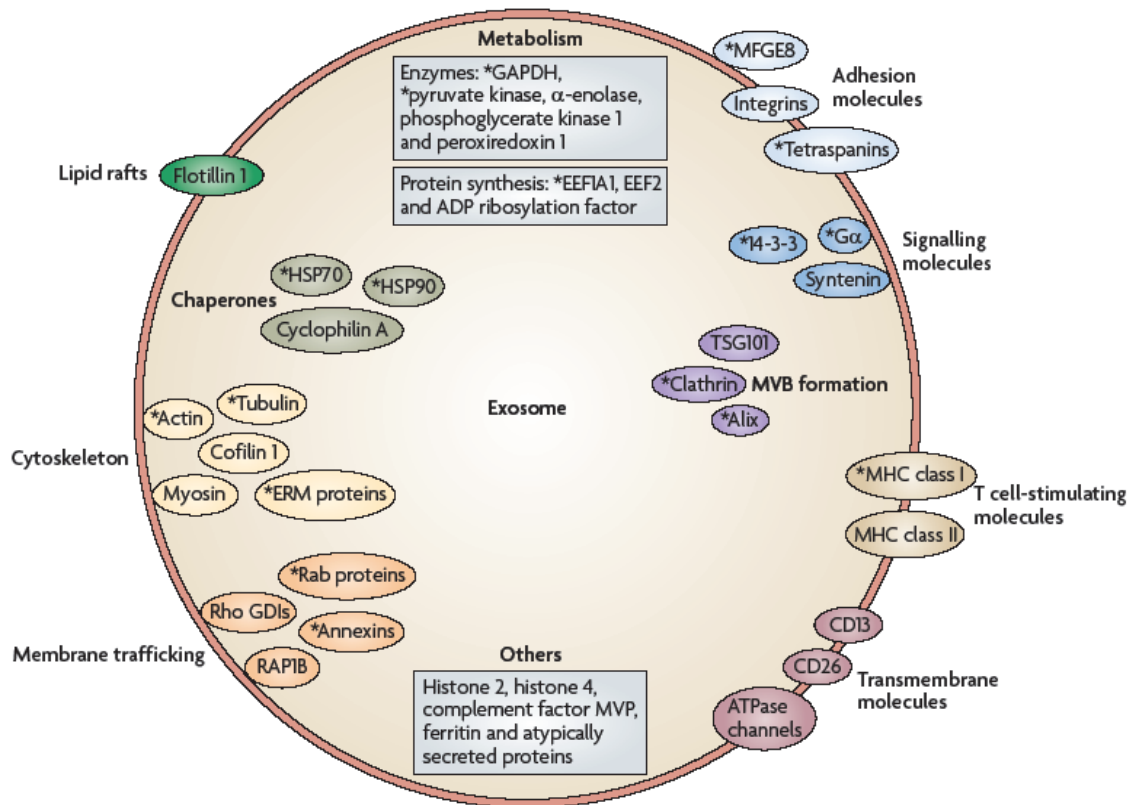 Metabolism
Enzymes: *GAPDH,
*pyruvate kinase, α-enolase,
phosphoglycerate kinase 1
and peroxiredoxin 1
Protein synthesis: *EEF1A1, EEF2
and ADP ribosylation factor
*MFGE8
Integrins
*Tetraspanins
Adhesion
molecules
Lipid rafts
Flotillin 1
*14-3-3
*Gα
Syntenin
Signalling
molecules
Chaperones
*HSP70
*HSP90
Cyclophilin A
TSG101
*Clathrin
*Alix
MVB formation
Exosome
Cytoskeleton
*Actin
*Tubulin
Cofilin 1
Myosin
*ERM proteins
*MHC class I
MHC class II
T cell-stimulating
molecules
Membrane trafficking
*Rab proteins
Rho GDIs
*Annexins
RAP1B
Others
Histone 2, histone 4,
complement factor MVP,
ferritin and atypically
secreted proteins
CD13
CD26
ATPase
channels
Transmembrane
molecules